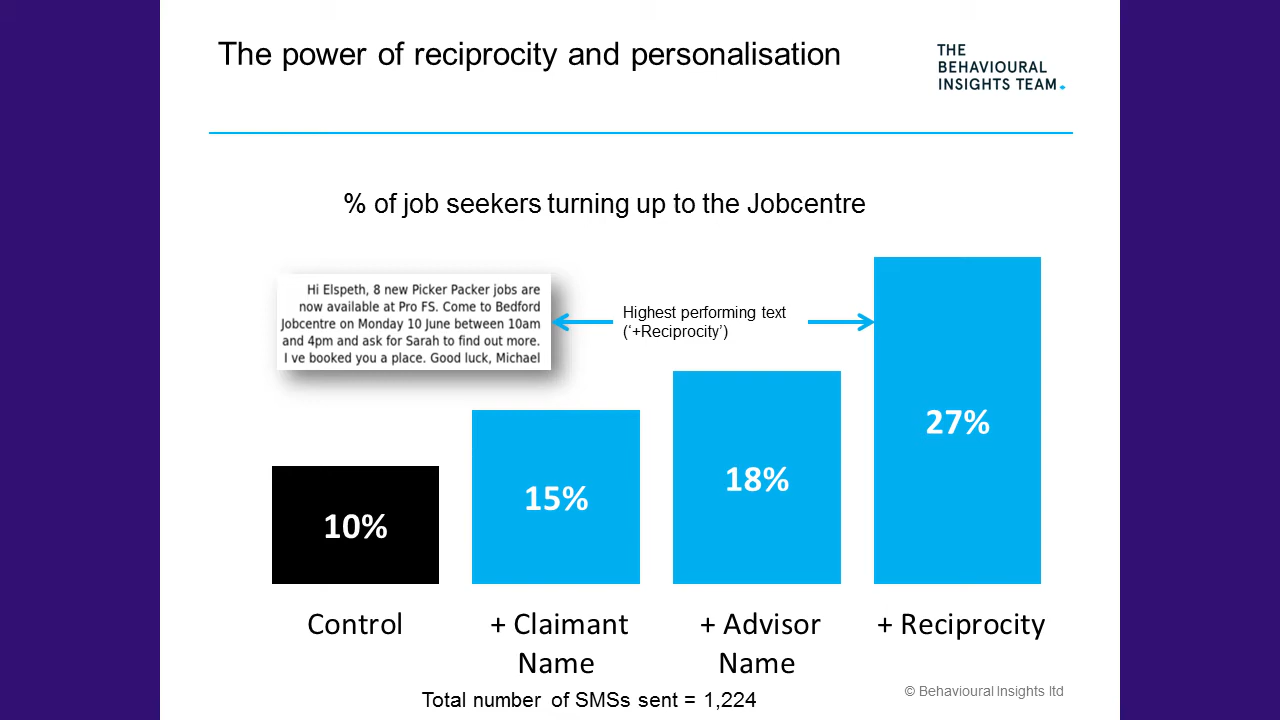 The power of reciprocity and personalisation
THE
BEHAVIOURAL
INSIGHTS TEAM.
% of job seekers turning up to the Jobcentre
Hi Elspeth, 8 new Picker Packer jobs are
now available at Pro FS. Come to Bedford
Jobcentre on Monday 10 June between 10am
and 4pm and ask for Sarah to find out more.
I ve booked you a place. Good luck, Michael
Highest performing text
(‘+Reciprocity’)
10%
15%
18%
27%
Control
+ Claimant
Name
+ Advisor
Name
+ Reciprocity
Total number of SMSs sent = 1,224
© Behavioural Insights ltd